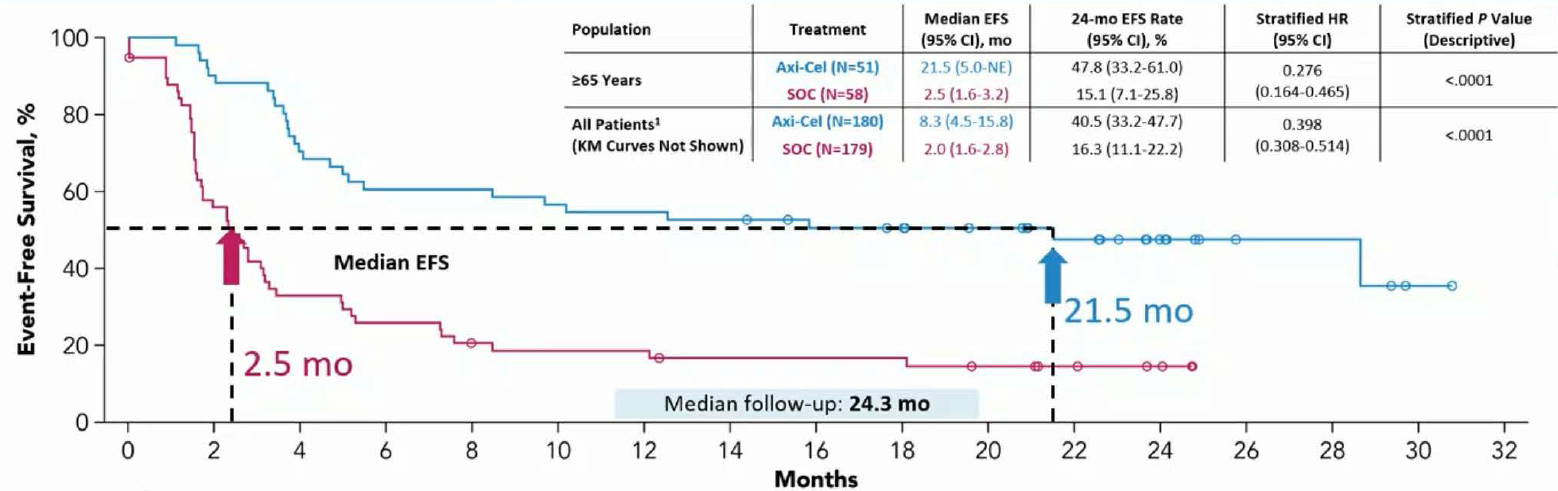 Population Treatment Median EFS (95% CI), mo 24-mo EFS Rate (95% CI), % Stratified HR (95% CI) Stratified P Value (Descriptive)
≥65 Years Axi-Cel (N=51) 21.5 (5.0-NE) 47.8 (33.2-61.0) 0.276 (0.164-0.465) <.0001
SOC (N=58) 2.5 (1.6-3.2) 15.1 (7.1-25.8)
All Patients¹ (KM Curves Not Shown) Axi-Cel (N=180) 8.3 (4.5-15.8) 40.5 (33.2-47.7) 0.398 (0.308-0.514) <.0001
SOC (N=179) 2.0 (1.6-2.8) 16.3 (11.1-22.2)
Event-Free Survival, %
100
80
60
40
20
0
Median EFS
2.5 mo
21.5 mo
Median follow-up: 24.3 mo
0 2 4 6 8 10 12 14 16 18 20 22 24 26 28 30 32
Months